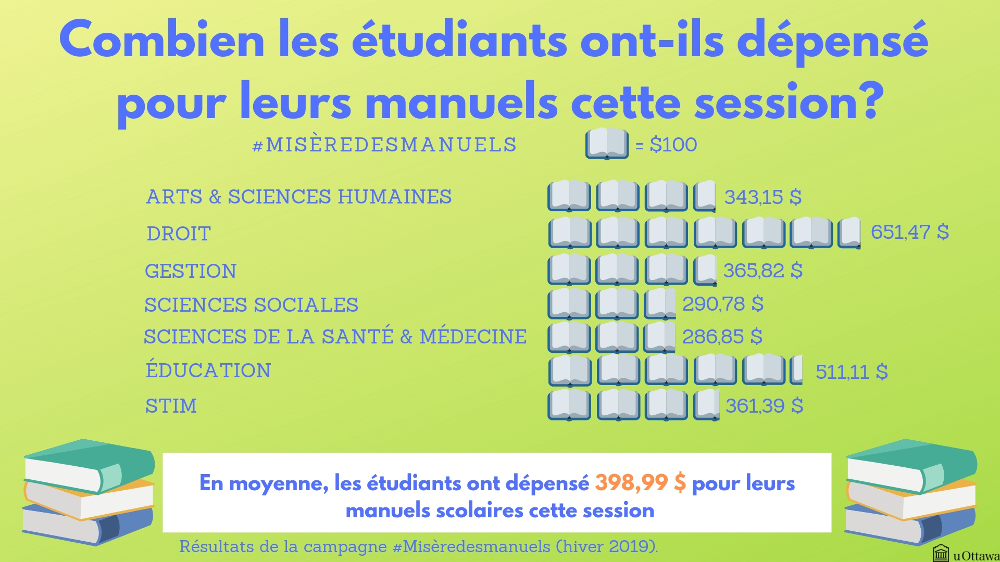 Combien les étudiants ont-ils dépensé
pour leurs manuels cette session?
#MISÈREDESMANUELS
= $100
ARTS & SCIENCES HUMAINES 343,15 $
DROIT 651,47 $
GESTION 365,82 $
SCIENCES SOCIALES 290,78 $
SCIENCES DE LA SANTÉ & MÉDECINE 286,85 $
ÉDUCATION 511,11 $
STIM 361,39 $
En moyenne, les étudiants ont dépensé 398,99 $ pour leurs
manuels scolaires cette session
Résultats de la campagne #Misèredesmanuels (hiver 2019).
uOttawa